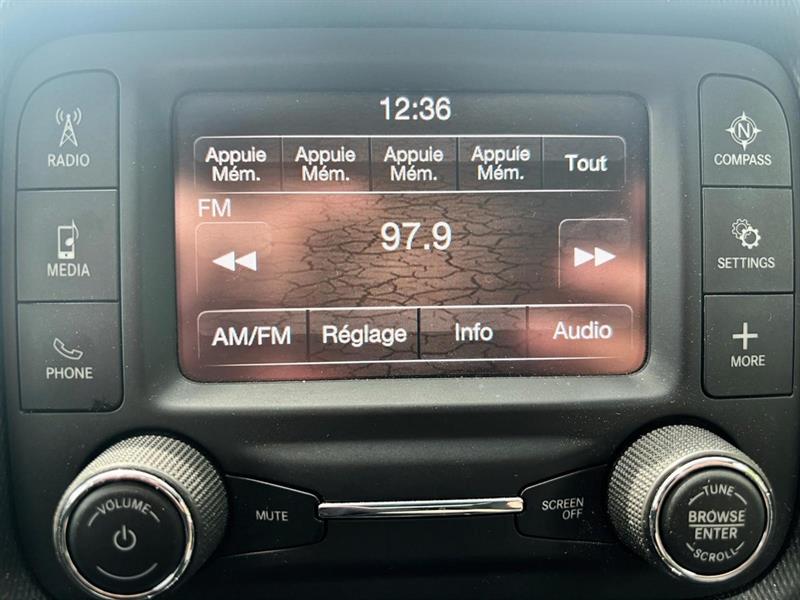 12:36
Appuie Mém.
Appuie Mém.
Appuie Mém.
Appuie Mém.
Tout
FM
97.9
AM/FM
Réglage
Info
Audio
RADIO
MEDIA
PHONE
N
COMPASS
SETTINGS
MORE
VOLUME
MUTE
SCREEN
OFF
TUNE
BROWSE
ENTER
SCROLL